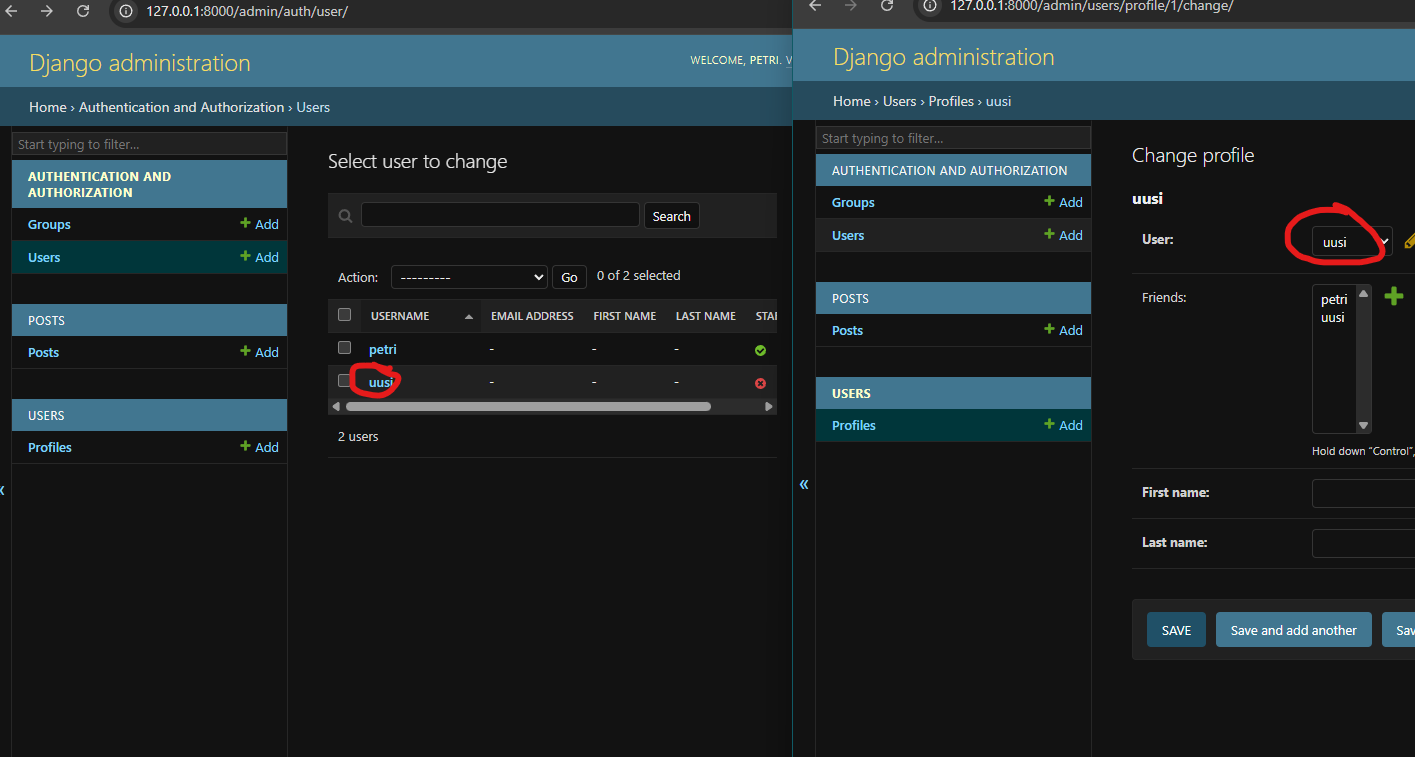 127.0.0.1:8000/admin/auth/user/
Django administration
WELCOME, PETRI. V
Home › Authentication and Authorization › Users
Start typing to filter...
AUTHENTICATION AND
AUTHORIZATION
Groups + Add
Users + Add
POSTS
Posts + Add
USERS
Profiles + Add
«
Select user to change
Search
Action: --------- Go 0 of 2 selected
USERNAME EMAIL ADDRESS FIRST NAME LAST NAME STA
petri - - -
uusi - - -
2 users
127.0.0.1:8000/admin/users/profile/1/change/
Django administration
Home › Users › Profiles › uusi
Start typing to filter...
AUTHENTICATION AND AUTHORIZATION
Groups + Add
Users + Add
POSTS
Posts + Add
USERS
Profiles + Add
«
Change profile
uusi
User: uusi
Friends: petri
uusi
Hold down “Control”,
First name:
Last name:
SAVE Save and add another Sav